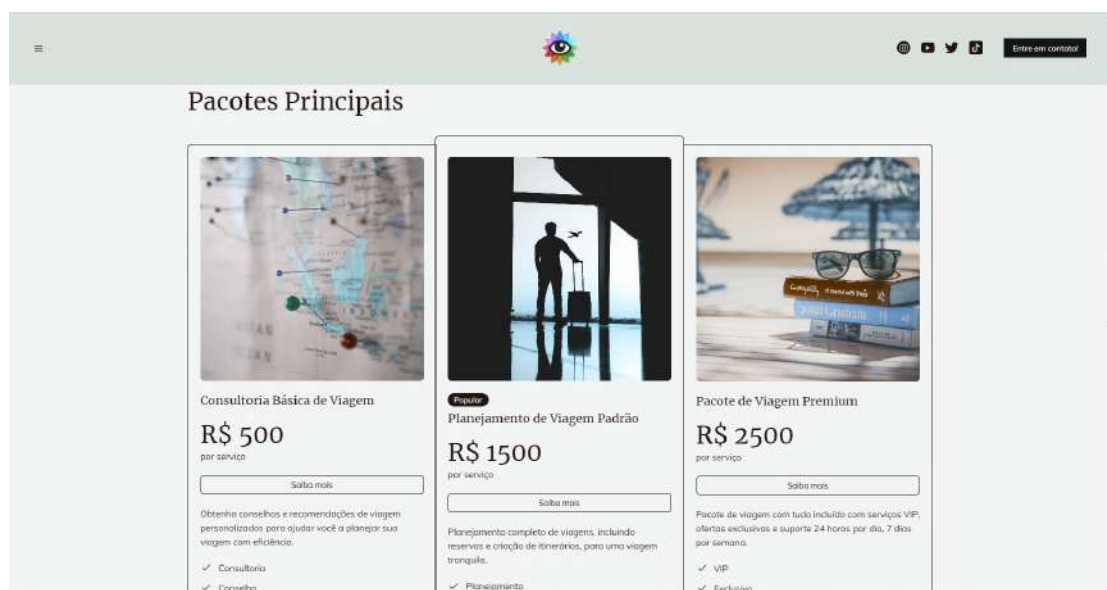 Entre em contato!
Pacotes Principais
Consultoria Básica de Viagem
R$ 500
por serviço
Saiba mais
Obtenha conselhos e recomendações de viagem
personalizados para ajudar você a planejar sua
viagem com eficiência.
Consultoria
Conselho
Popular
Planejamento de Viagem Padrão
R$ 1500
por serviço
Saiba mais
Planejamento completo de viagens, incluindo
reservas e criação de itinerários, para uma viagem
tranquila.
Planejamento
Pacote de Viagem Premium
R$ 2500
por serviço
Saiba mais
Pacote de viagem com tudo incluído com serviços VIP,
ofertas exclusivas e suporte 24 horas por dia, 7 dias
por semana.
VIP
Exclusivo